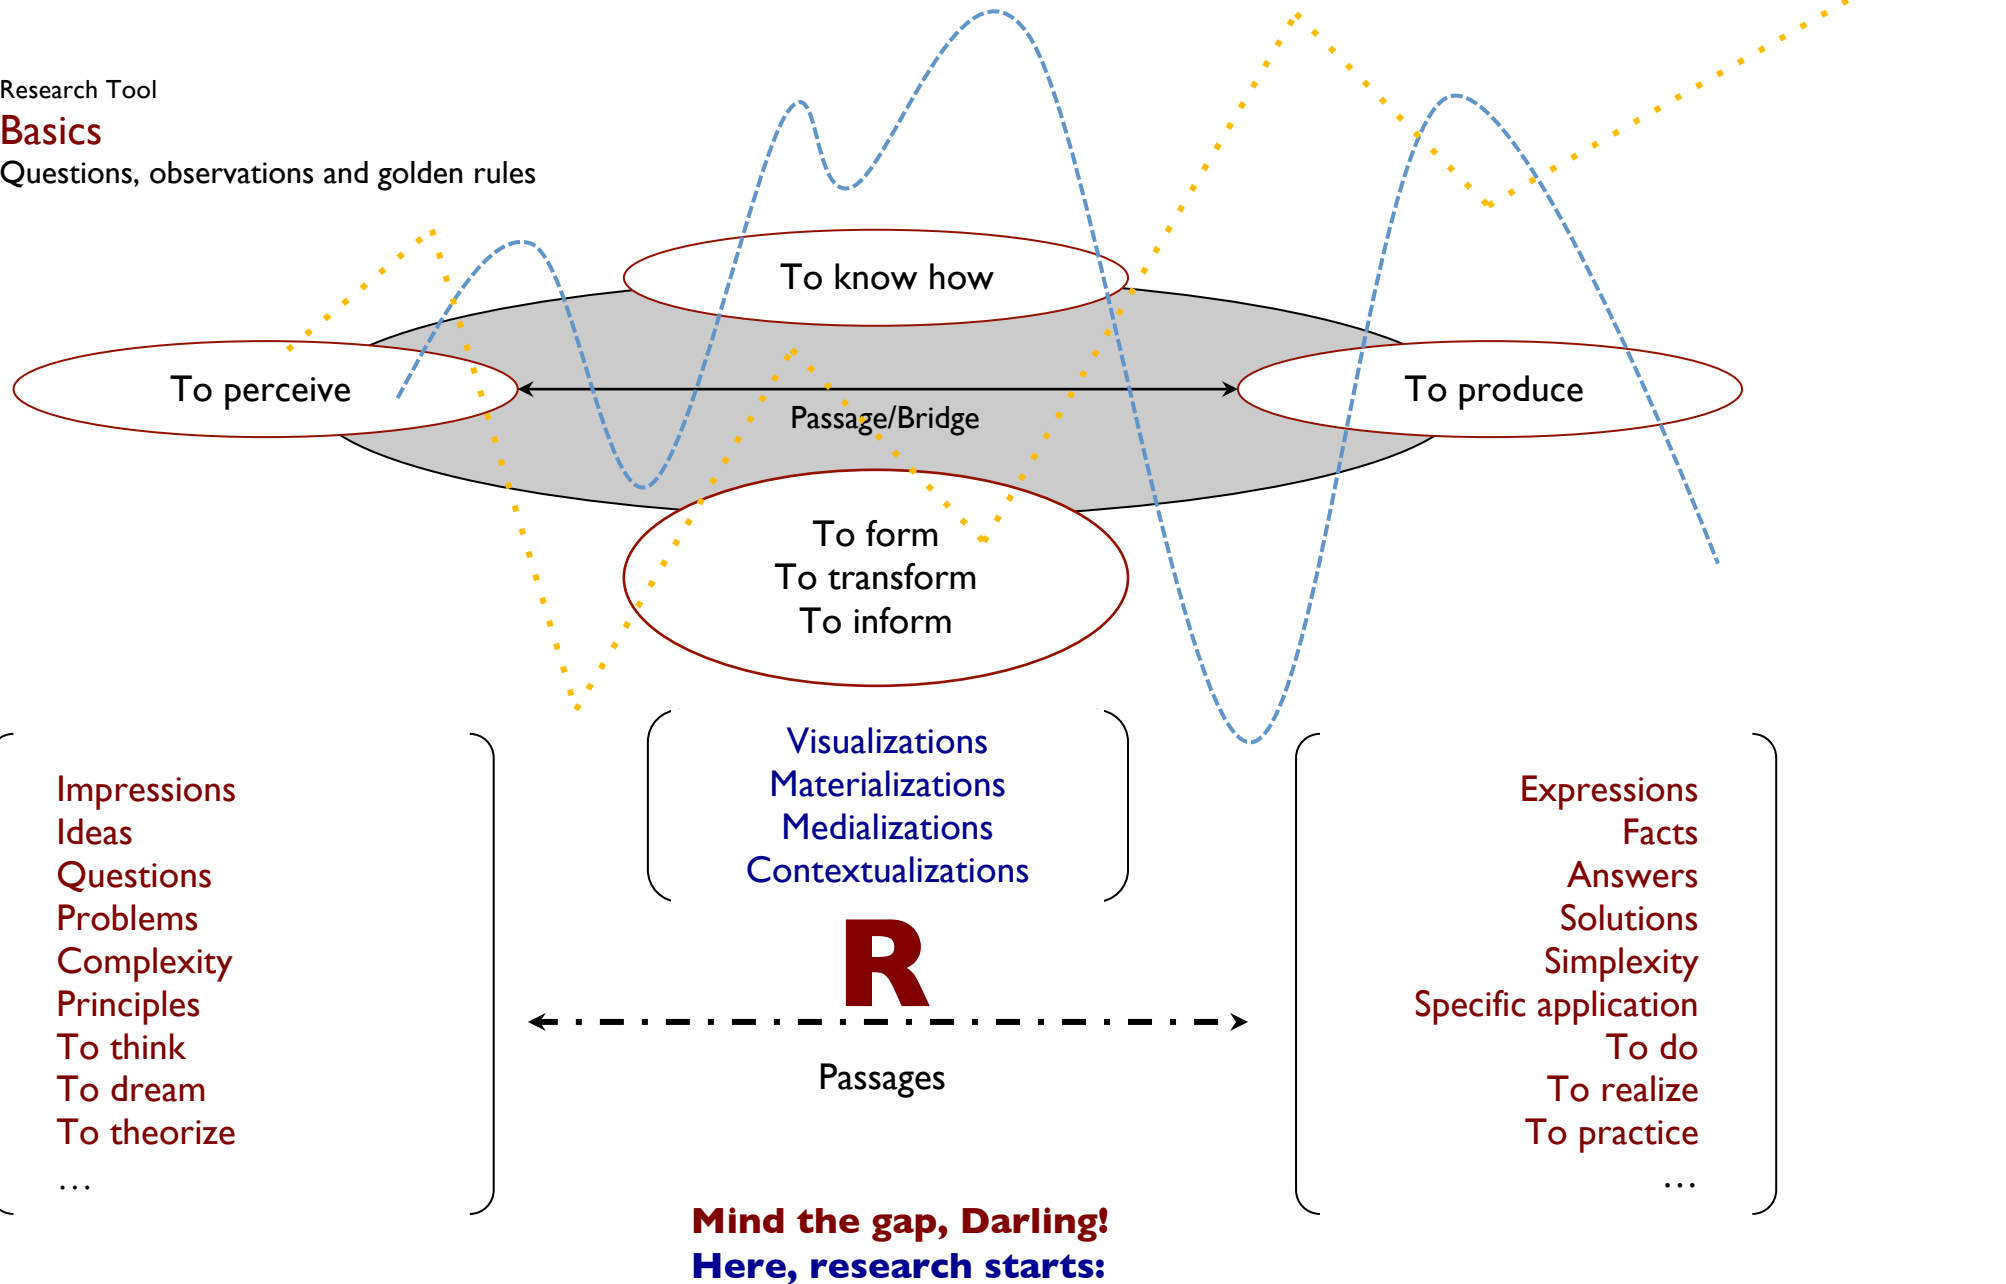 Research Tool
Basics
Questions, observations and golden rules
To know how
To perceive
To produce
Passage/Bridge
To form
To transform
To inform
Visualizations
Materializations
Medializations
Contextualizations
Impressions
Ideas
Questions
Problems
Complexity
Principles
To think
To dream
To theorize
…
R
Passages
Expressions
Facts
Answers
Solutions
Simplexity
Specific application
To do
To realize
To practice
…
Mind the gap, Darling!
Here, research starts: